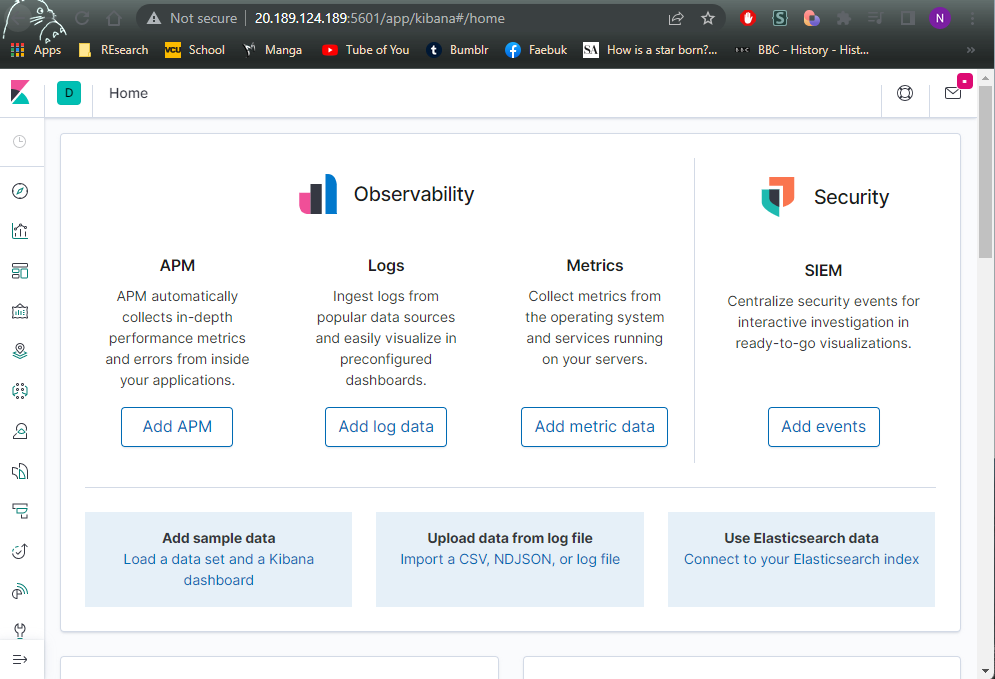 Not secure | 20.189.124.189:5601/app/kibana#/home
N
Apps REsearch VCU School Manga Tube of You Bumblr Faebuk SA How is a star born?... BBC BBC - History - Hist... »
D Home
Observability
Security
APM
APM automatically
collects in-depth
performance metrics
and errors from inside
your applications.
Add APM
Logs
Ingest logs from
popular data sources
and easily visualize in
preconfigured
dashboards.
Add log data
Metrics
Collect metrics from
the operating system
and services running
on your servers.
Add metric data
SIEM
Centralize security events for
interactive investigation in
ready-to-go visualizations.
Add events
Add sample data
Load a data set and a Kibana
dashboard
Upload data from log file
Import a CSV, NDJSON, or log file
Use Elasticsearch data
Connect to your Elasticsearch index